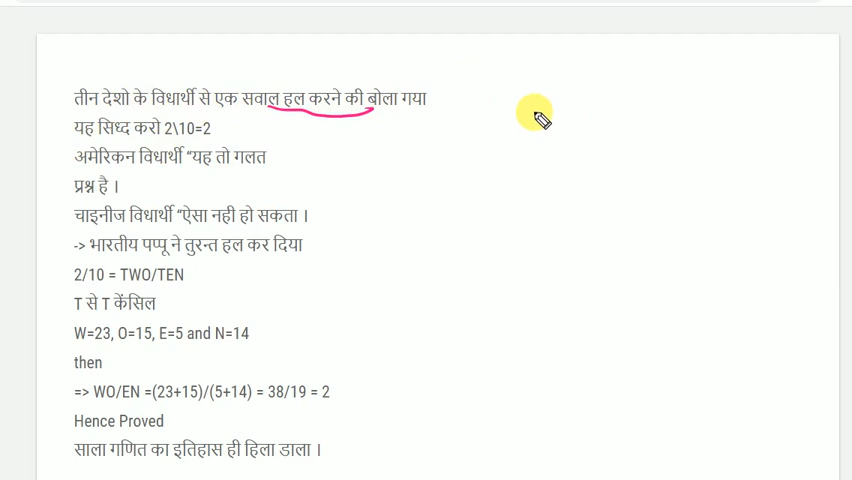 तीन देशो के विधार्थी से एक सवाल हल करने की बोला गया
यह सिध्द करो 2\10=2
अमेरिकन विधार्थी “यह तो गलत
प्रश्न है ।
चाइनीज विधार्थी “ऐसा नही हो सकता ।
-> भारतीय पप्पू ने तुरन्त हल कर दिया
2/10 = TWO/TEN
T से T केंसिल
W=23, O=15, E=5 and N=14
then
=> WO/EN =(23+15)/(5+14) = 38/19 = 2
Hence Proved
साला गणित का इतिहास ही हिला डाला ।